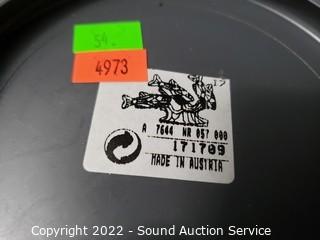 54.
4973
A 7644 NR 057 000
171709
MADE IN AUSTRIA
Copyright 2022 - Sound Auction Service